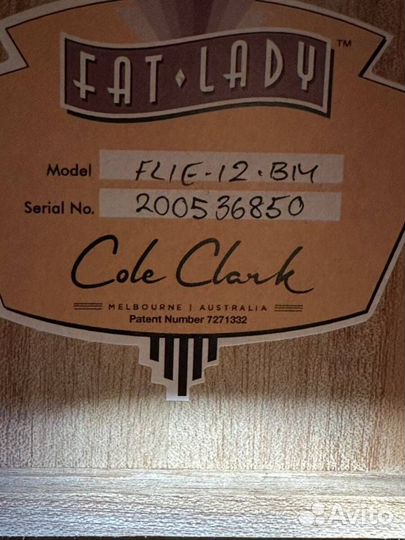 FAT LADY ™
Model FL1E-12.BM
Serial No. 200536850
Cole Clark
MELBOURNE | AUSTRALIA
Patent Number 7271332
Avito